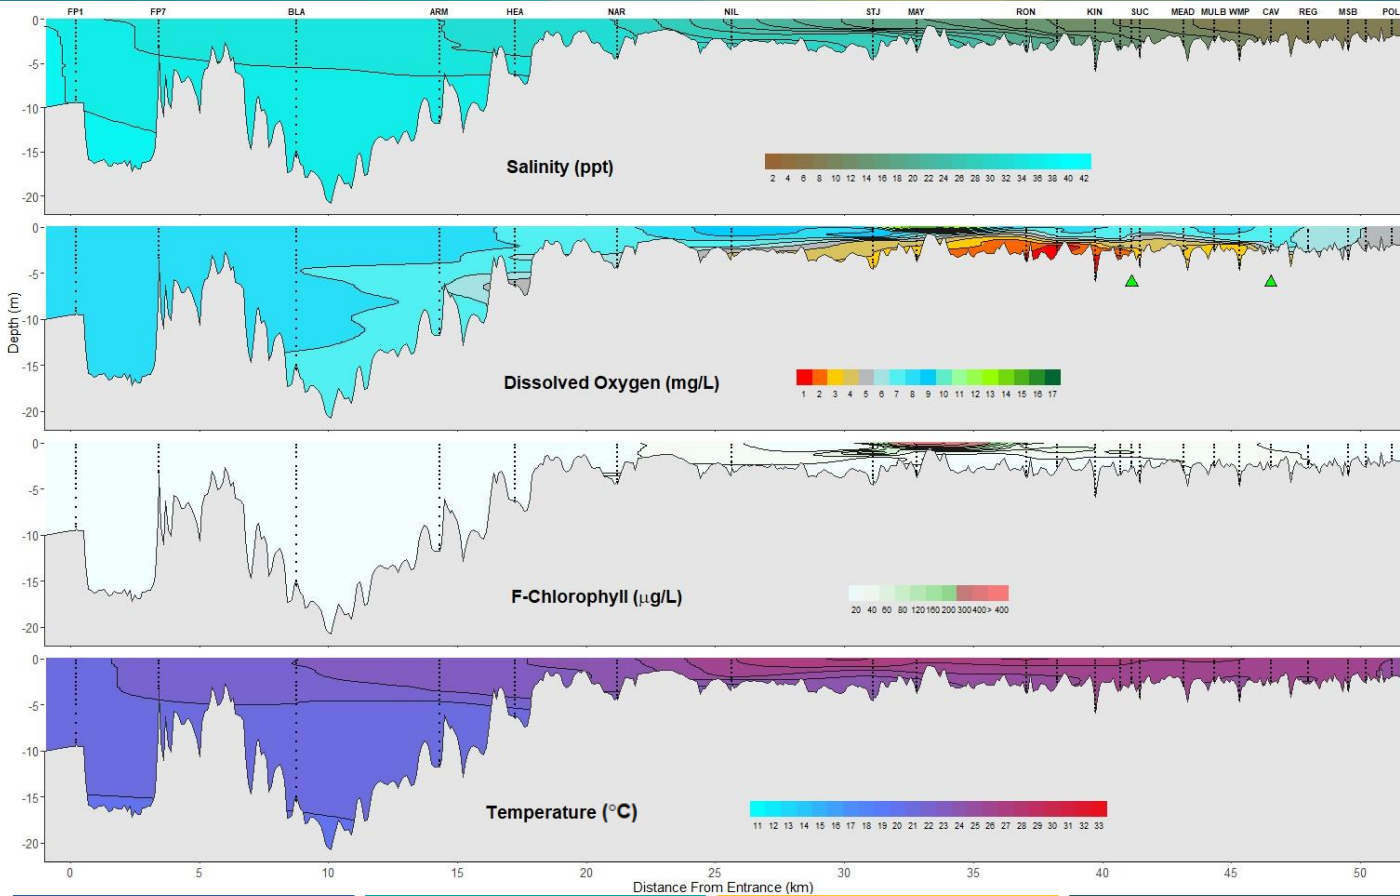 FP1 FP7 BLA ARM HEA NAR NIL STJ MAY RON KIN SUC MEAD MULB WMP CAV REG MSB POL
0
-5
-10
-15
-20
Salinity (ppt)
2 4 6 8 10 12 14 16 18 20 22 24 26 28 30 32 34 36 38 40 42
0
-5
-10
-15
-20
Depth (m)
Dissolved Oxygen (mg/L)
1 2 3 4 5 6 7 8 9 10 11 12 13 14 15 16 17
0
-5
-10
-15
-20
F-Chlorophyll (μg/L)
20 40 60 80 120 160 200 300 400 > 400
0
-5
-10
-15
-20
Temperature (°C)
11 12 13 14 15 16 17 18 19 20 21 22 23 24 25 26 27 28 29 30 31 32 33
0 5 10 15 20 25 30 35 40 45 50
Distance From Entrance (km)